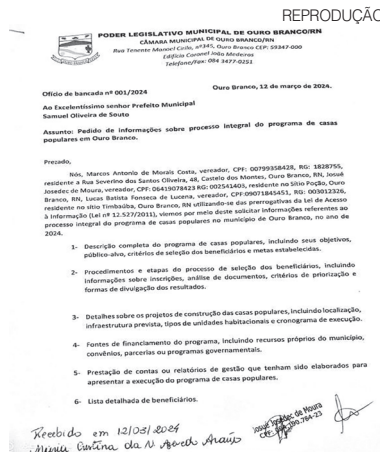 REPRODUÇÃO
PODER LEGISLATIVO MUNICIPAL DE OURO BRANCO/RN
CÂMARA MUNICIPAL DE OURO BRANCO/RN
Rua Tenente Manoel Cirilo, nº345, Ouro Branco CEP: 59347-000
Edifício Coronel João Medeiros
Telefone/Fax: 084 3477-0251
Ouro Branco, 12 de março de 2024.
Oficio de bancada nº 001/2024
Ao Excelentíssimo senhor Prefeito Municipal
Samuel Oliveira de Souto
Assunto: Pedido de informações sobre processo integral do programa de casas
populares em Ouro Branco.
Prezado,
Nós, Marcos Antonio de Morais Costa, vereador, CPF: 00799358428, RG: 1828755,
residente a Rua Severino dos Santos Oliveira, 48, Castelo dos Montes, Ouro Branco, RN, Josué
Josedec de Moura, vereador, CPF: 06419078423 RG: 002541403, residente no Sítio Poção, Ouro
Branco, RN, Lucas Batista Fonseca de Lucena, vereador, CPF:09071845451, RG: 003012326,
residente no sítio Timbaúba, Ouro Branco, RN utilizando-se das prerrogativas da Lei de Acesso
à Informação (Lei nº 12.527/2011), viemos por meio deste solicitar informações referentes ao
processo integral do programa de casas populares no município de Ouro Branco, no ano de
2024.
1- Descrição completa do programa de casas populares, incluindo seus objetivos,
público-alvo, critérios de seleção dos beneficiários e metas estabelecidas.
2- Procedimentos e etapas do processo de seleção dos beneficiários, incluindo
informações sobre inscrições, análise de documentos, critérios de priorização e
formas de divulgação dos resultados.
3- Detalhes sobre os projetos de construção das casas populares, incluindo localização,
infraestrutura prevista, tipos de unidades habitacionais e cronograma de execução.
4- Fontes de financiamento do programa, incluindo recursos próprios do município,
convênios, parcerias ou programas governamentais.
5- Prestação de contas ou relatórios de gestão que tenham sido elaborados para
apresentar a execução do programa de casas populares.
6- Lista detalhada de beneficiários.
Recebido em 12/03/2024
Josué Josedec de Moura
Cristina da N Azevedo Araújo